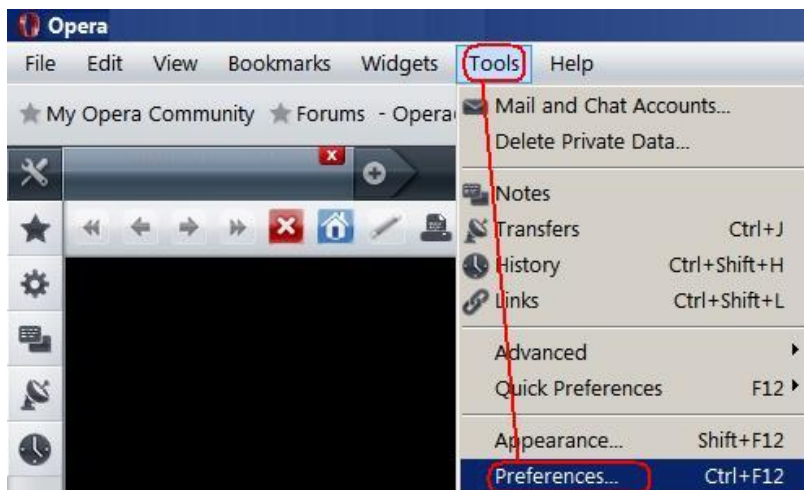 Opera
File Edit View Bookmarks Widgets Tools Help
My Opera Community Forums - Opera
Mail and Chat Accounts...
Delete Private Data...
Notes
Transfers Ctrl+J
History Ctrl+Shift+H
Links Ctrl+Shift+L
Advanced
Quick Preferences F12
Appearance... Shift+F12
Preferences... Ctrl+F12